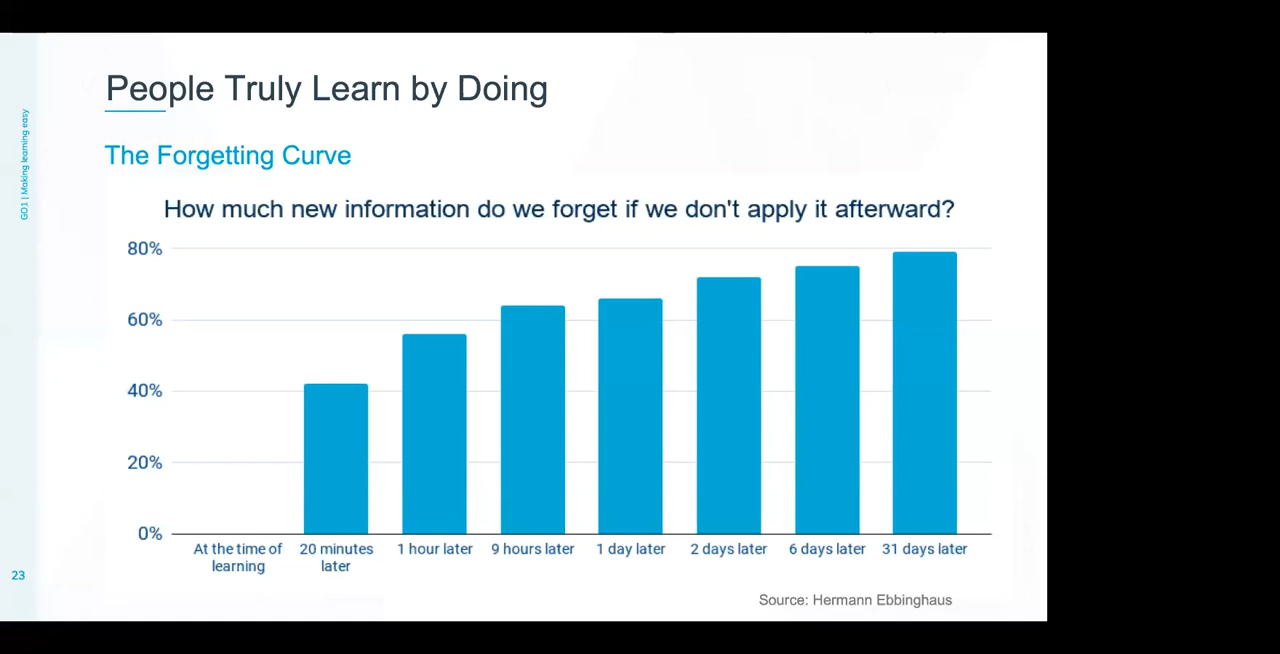 People Truly Learn by Doing
The Forgetting Curve
How much new information do we forget if we don't apply it afterward?
80%
60%
40%
20%
0%
At the time of
learning
20 minutes
later
1 hour later
9 hours later
1 day later
2 days later
6 days later
31 days later
Source: Hermann Ebbinghaus
GO1 | Making learning easy
23